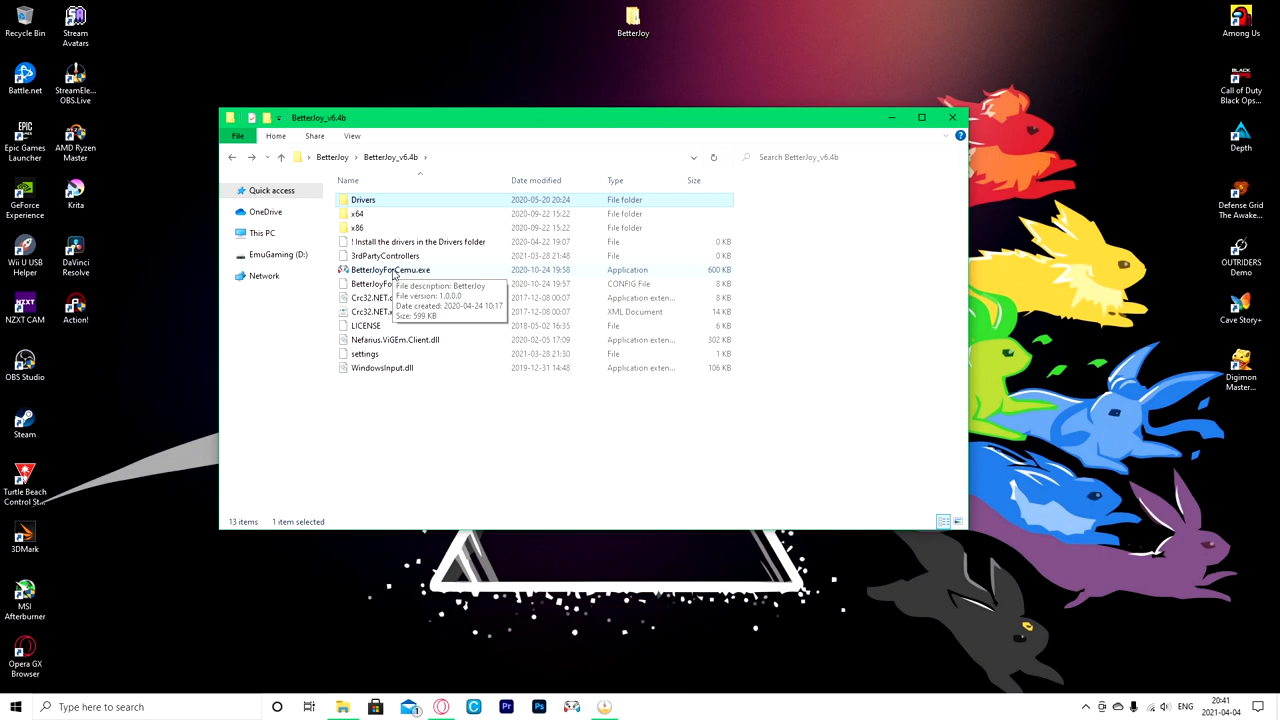 Recycle Bin
Stream
Avatars
BetterJoy
Among Us
Battle.net
StreamEle...
OBS.Live
Call of Duty
Black Ops...
Epic Games
Launcher
AMD Ryzen
Master
Depth
GeForce
Experience
Krita
Defense Grid
The Awake...
Wii U USB
Helper
DaVinci
Resolve
OUTRIDERS
Demo
NZXT CAM
Action!
Cave Story+
OBS Studio
Digimon
Master...
Steam
Turtle Beach
Control St...
3DMark
MSI
Afterburner
Opera GX
Browser
BetterJoy_v6.4b
File Home Share View
BetterJoy > BetterJoy_v6.4b >
Search BetterJoy_v6.4b
Name Date modified Type Size
Quick access
OneDrive
This PC
EmuGaming (D:)
Network
Drivers 2020-05-20 20:24 File folder
x64 2020-09-22 15:22 File folder
x86 2020-09-22 15:22 File folder
! Install the drivers in the Drivers folder 2020-04-22 19:07 File 0 KB
3rdPartyControllers 2021-03-28 21:48 File 0 KB
BetterJoyForCemu.exe 2020-10-24 19:58 Application 600 KB
BetterJoyFo 2020-10-24 19:57 CONFIG File 8 KB
Crc32.NET.c 2017-12-08 00:07 Application exten... 8 KB
Crc32.NET.x 2017-12-08 00:07 XML Document 14 KB
LICENSE 2018-05-02 16:35 File 6 KB
Nefarius.ViGEm.Client.dll 2020-02-05 17:09 Application exten... 302 KB
settings 2021-03-28 21:30 File 1 KB
WindowsInput.dll 2019-12-31 14:48 Application exten... 106 KB
File description: BetterJoy
File version: 1.0.0.0
Date created: 2020-04-24 10:17
Size: 599 KB
13 items 1 item selected
Type here to search
ENG
20:41
2021-04-04